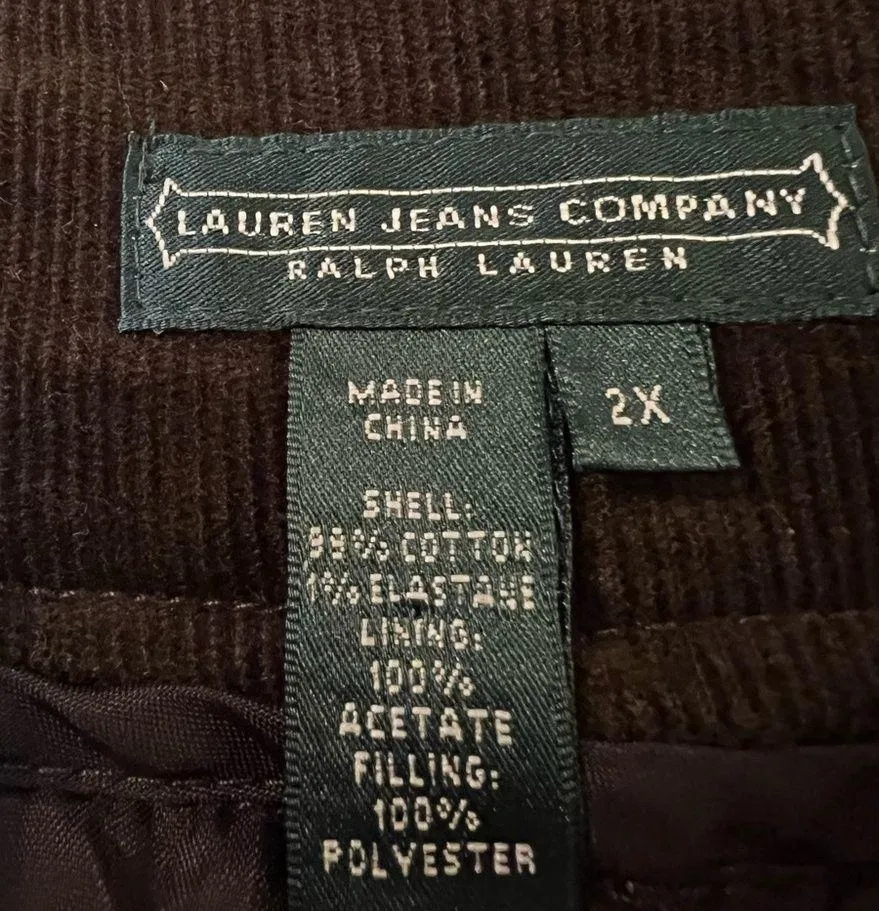 LAUREN JEANS COMPANY
RALPH LAUREN
MADE IN
CHINA
2X
SHELL:
99% COTTON
1% ELASTANE
LINING:
100%
ACETATE
FILLING:
100%
POLYESTER